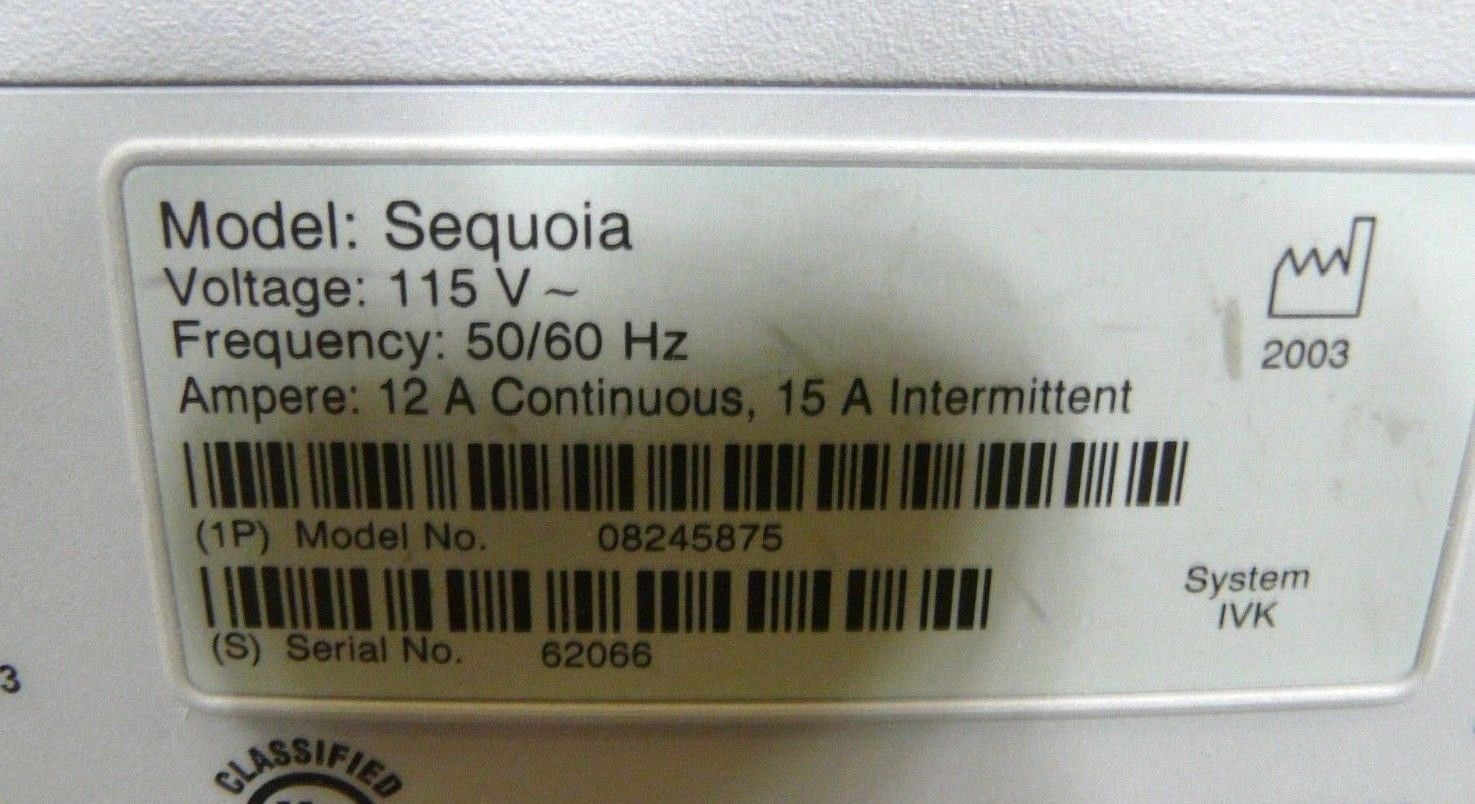 Model: Sequoia
Voltage: 115 V ~
Frequency: 50/60 Hz
Ampere: 12 A Continuous, 15 A Intermittent
2003
(1P) Model No. 08245875
(S) Serial No. 62066
System
IVK
3
CLASSIFIED